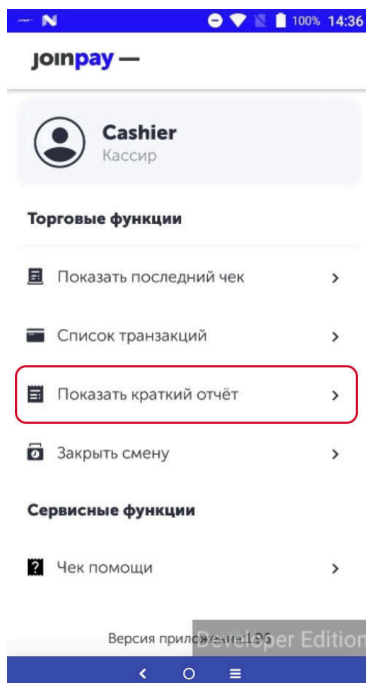 100% 14:36
joinpay —
Cashier
Кассир
Торговые функции
Показать последний чек
Список транзакций
Показать краткий отчёт
Закрыть смену
Сервисные функции
? Чек помощи
Версия приложения
Developer Edition